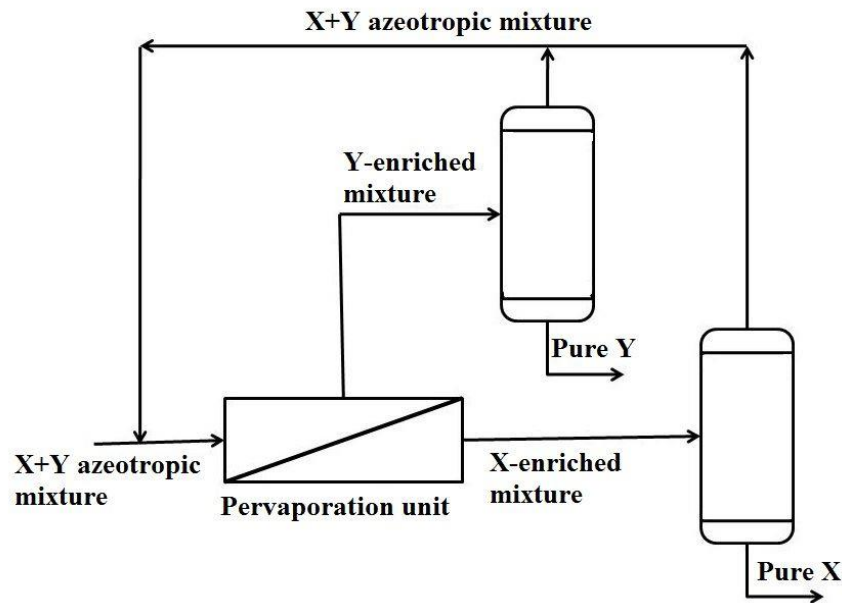 X+Y azeotropic mixture
Y-enriched
mixture
Pure Y
X+Y azeotropic
mixture
Pervaporation unit
X-enriched
mixture
Pure X